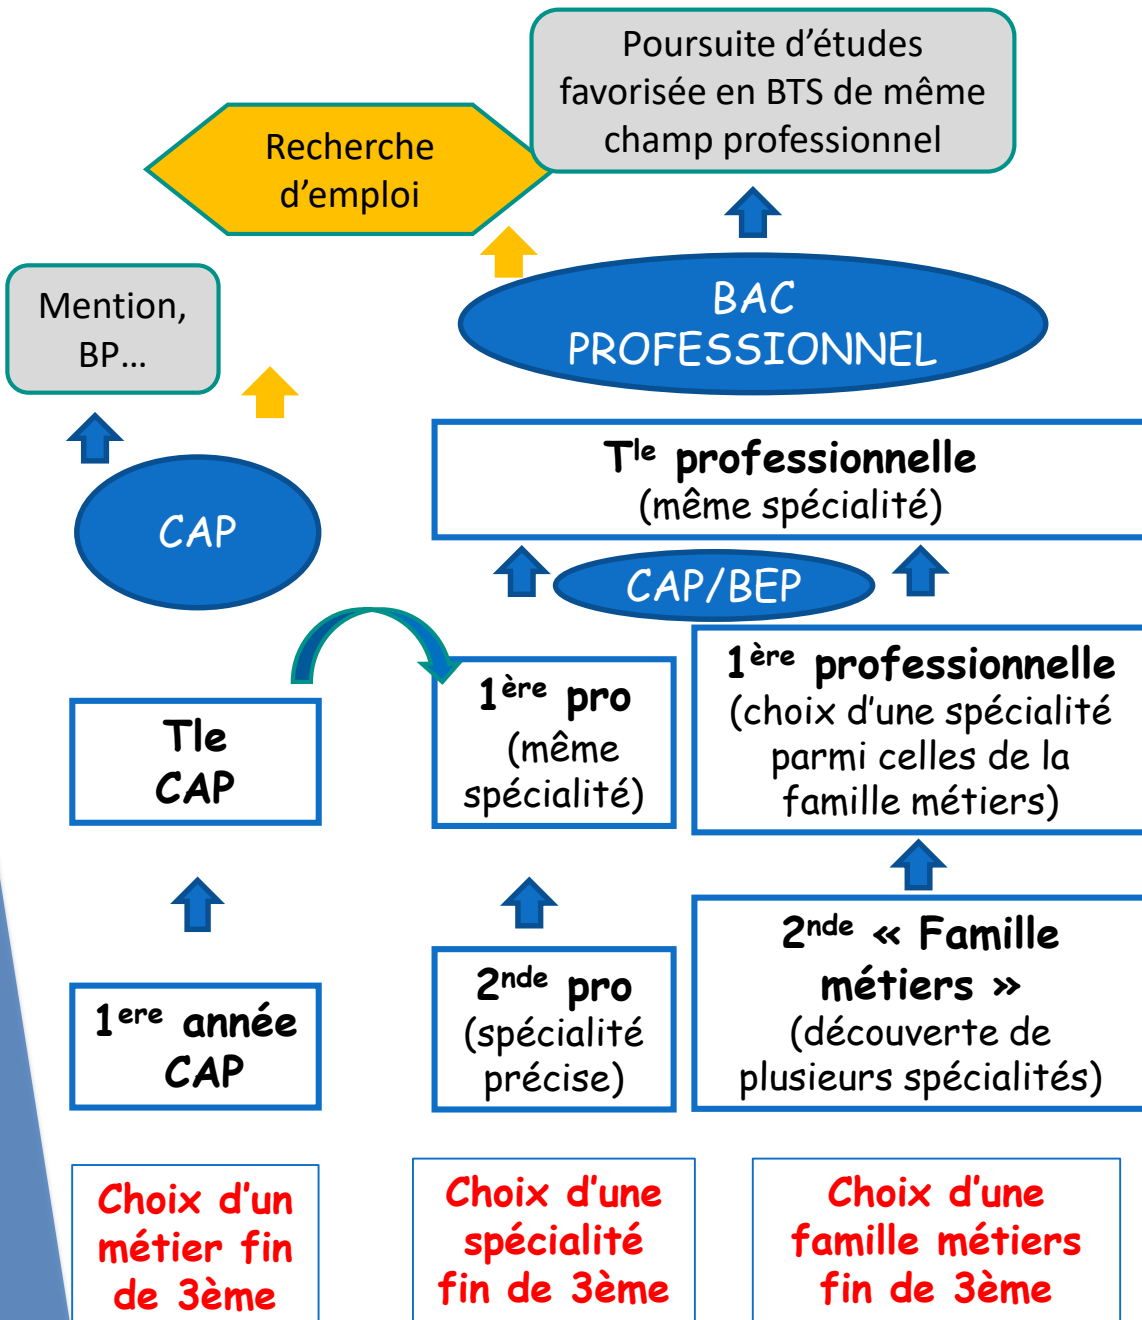 Poursuite d’études
favorisée en BTS de même
champ professionnel
Recherche
d’emploi
Mention,
BP…
BAC
PROFESSIONNEL
Tle professionnelle
(même spécialité)
CAP
CAP/BEP
Tle
CAP
1ère pro
(même
spécialité)
1ère professionnelle
(choix d’une spécialité
parmi celles de la
famille métiers)
1ere année
CAP
2nde pro
(spécialité
précise)
2nde « Famille
métiers »
(découverte de
plusieurs spécialités)
Choix d’un
métier fin
de 3ème
Choix d’une
spécialité
fin de 3ème
Choix d’une
famille métiers
fin de 3ème